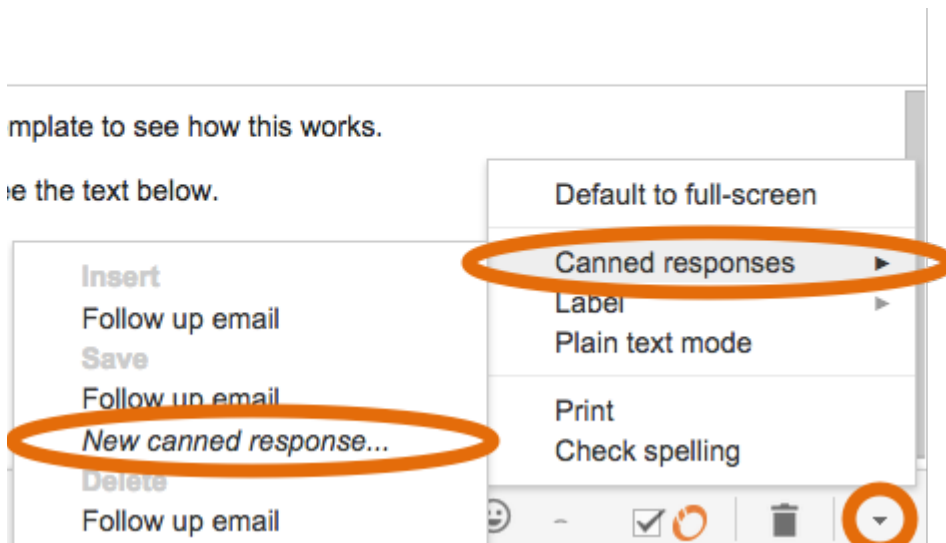 mplate to see how this works.
e the text below.
Default to full-screen
Canned responses
Label
Plain text mode
Print
Check spelling
Insert
Follow up email
Save
Follow up email
New canned response...
Delete
Follow up email